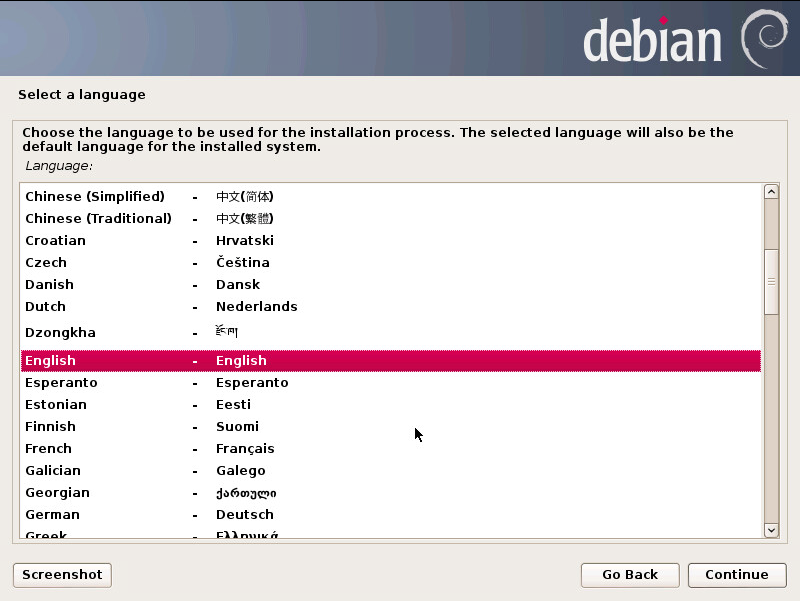 debian
Select a language
Choose the language to be used for the installation process. The selected language will also be the
default language for the installed system.
Language:
Chinese (Simplified) - 中文(简体)
Chinese (Traditional) - 中文(繁體)
Croatian - Hrvatski
Czech - Čeština
Danish - Dansk
Dutch - Nederlands
Dzongkha - རྫོང་ཁ།
English - English
Esperanto - Esperanto
Estonian - Eesti
Finnish - Suomi
French - Français
Galician - Galego
Georgian - ქართული
German - Deutsch
Greek - Ελληνικά
Screenshot Go Back Continue